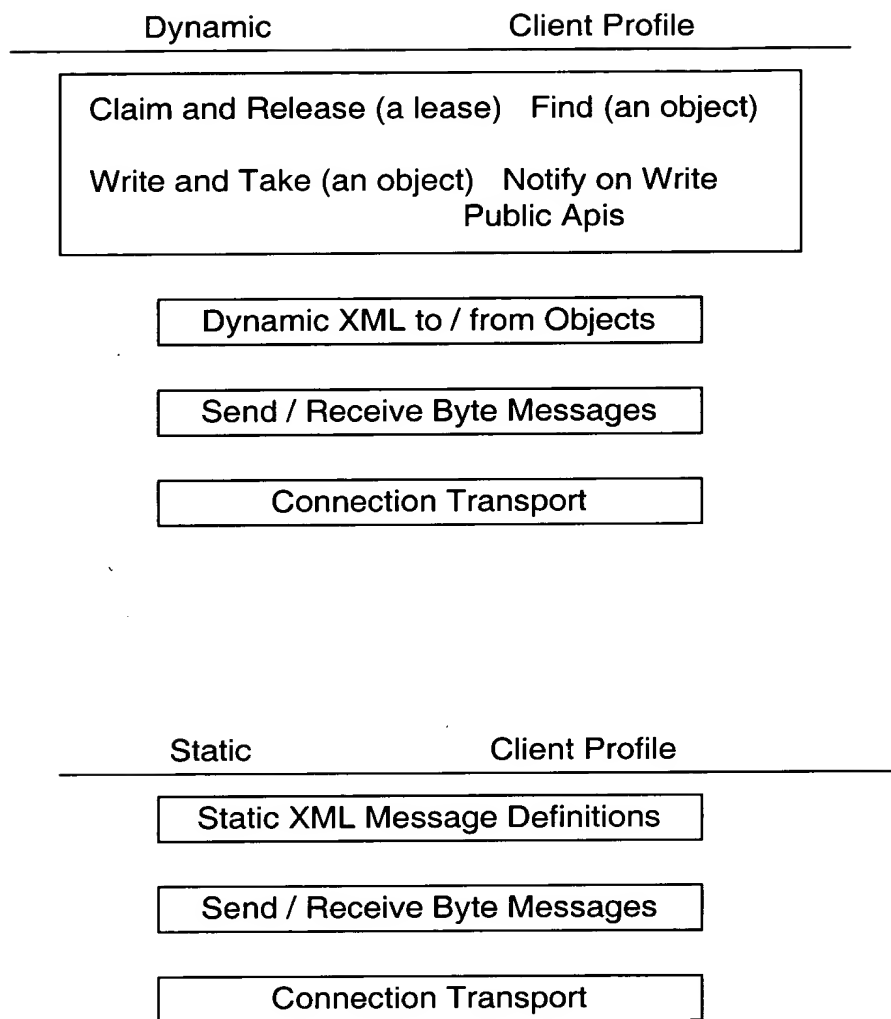 Dynamic Client Profile
Claim and Release (a lease) Find (an object)
Write and Take (an object) Notify on Write
Public Apis
Dynamic XML to / from Objects
Send / Receive Byte Messages
Connection Transport
Static Client Profile
Static XML Message Definitions
Send / Receive Byte Messages
Connection Transport